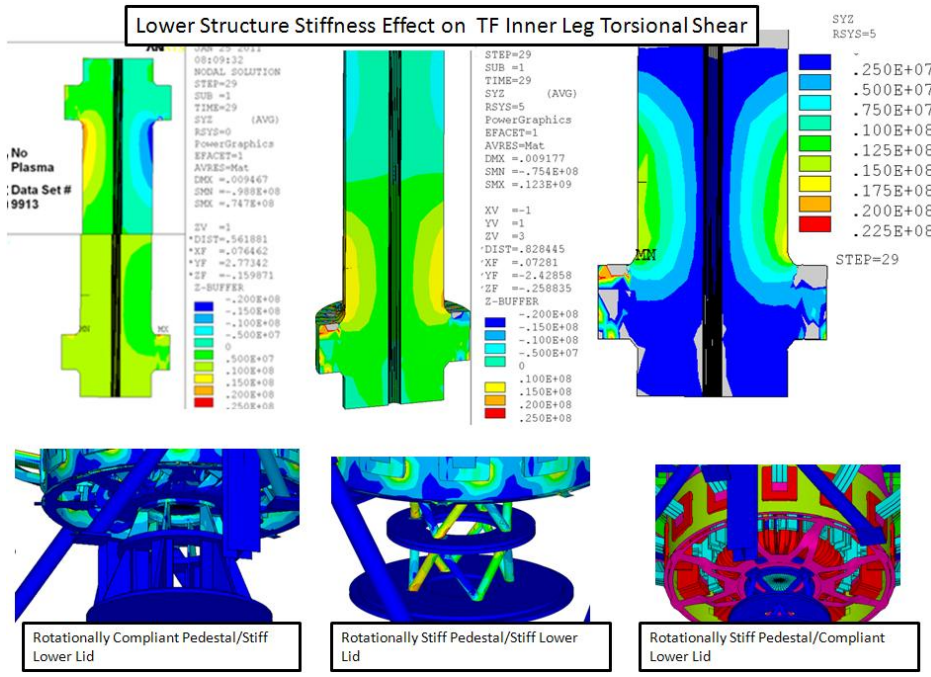 Lower Structure Stiffness Effect on TF Inner Leg Torsional Shear
08:09:32
NODAL SOLUTION
STEP=29
SUB =1
TIME=29
SYZ (AVG)
RSYS=0
PowerGraphics
EFACET=1
AVRES=Mat
DMX =.009467
SMN =-.988E+08
SMX =.747E+08
ZV =1
*DIST=.561881
*XF =.076462
*YF =2.77342
*ZF =-.159871
Z-BUFFER
-.200E+08
-.150E+08
-.100E+08
-.500E+07
0
.500E+07
.100E+08
.150E+08
.200E+08
.250E+08
No
Plasma
Data Set #
9913
MN
MX
STEP=29
SUB =1
TIME=29
SYZ (AVG)
RSYS=5
PowerGraphics
EFACET=1
AVRES=Mat
DMX =.009177
SMN =-.754E+08
SMX =.123E+09
XV =-1
YV =1
ZV =3
*DIST=.828445
*XF =.07281
*YF =-2.42858
*ZF =-.258835
Z-BUFFER
-.200E+08
-.150E+08
-.100E+08
-.500E+07
0
.100E+08
.150E+08
.200E+08
.250E+08
MN
SYZ
RSYS=5
.250E+07
.500E+07
.750E+07
.100E+08
.125E+08
.150E+08
.175E+08
.200E+08
.225E+08
STEP=29
Rotationally Compliant Pedestal/Stiff
Lower Lid
Rotationally Stiff Pedestal/Stiff Lower
Lid
Rotationally Stiff Pedestal/Compliant
Lower Lid